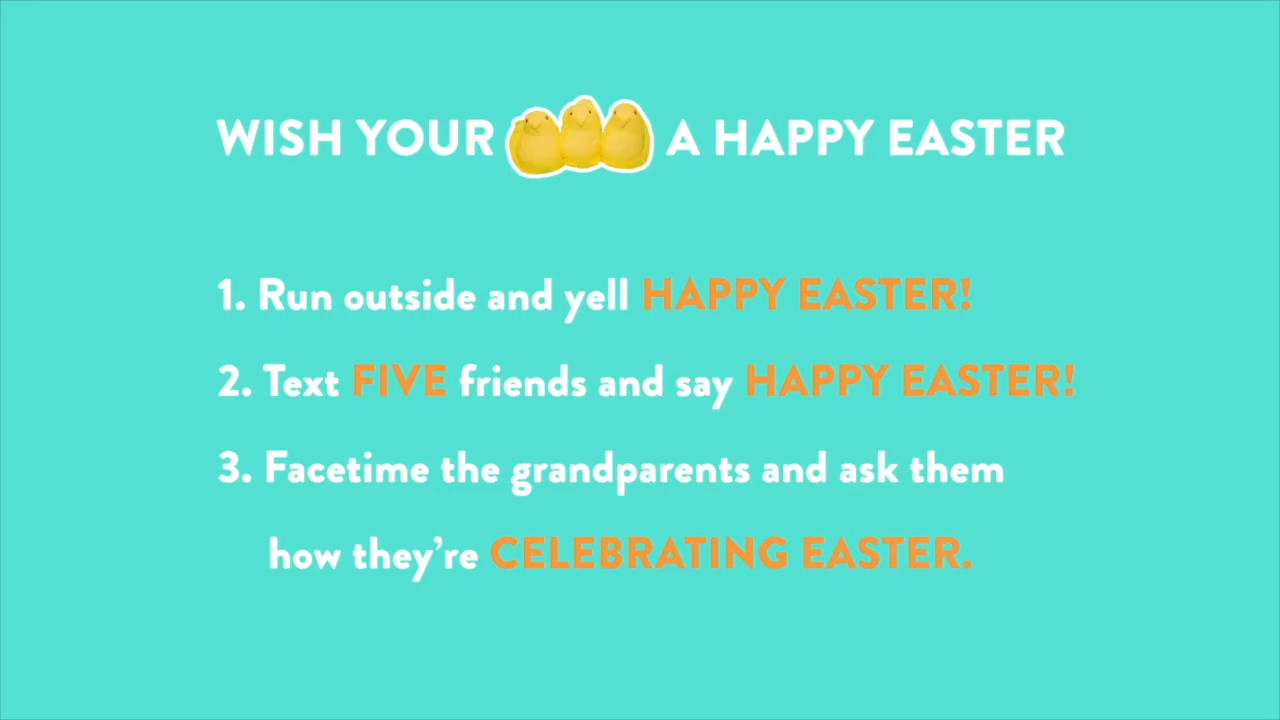 WISH YOUR A HAPPY EASTER
1. Run outside and yell HAPPY EASTER!
2. Text FIVE friends and say HAPPY EASTER!
3. Facetime the grandparents and ask them
how they’re CELEBRATING EASTER.